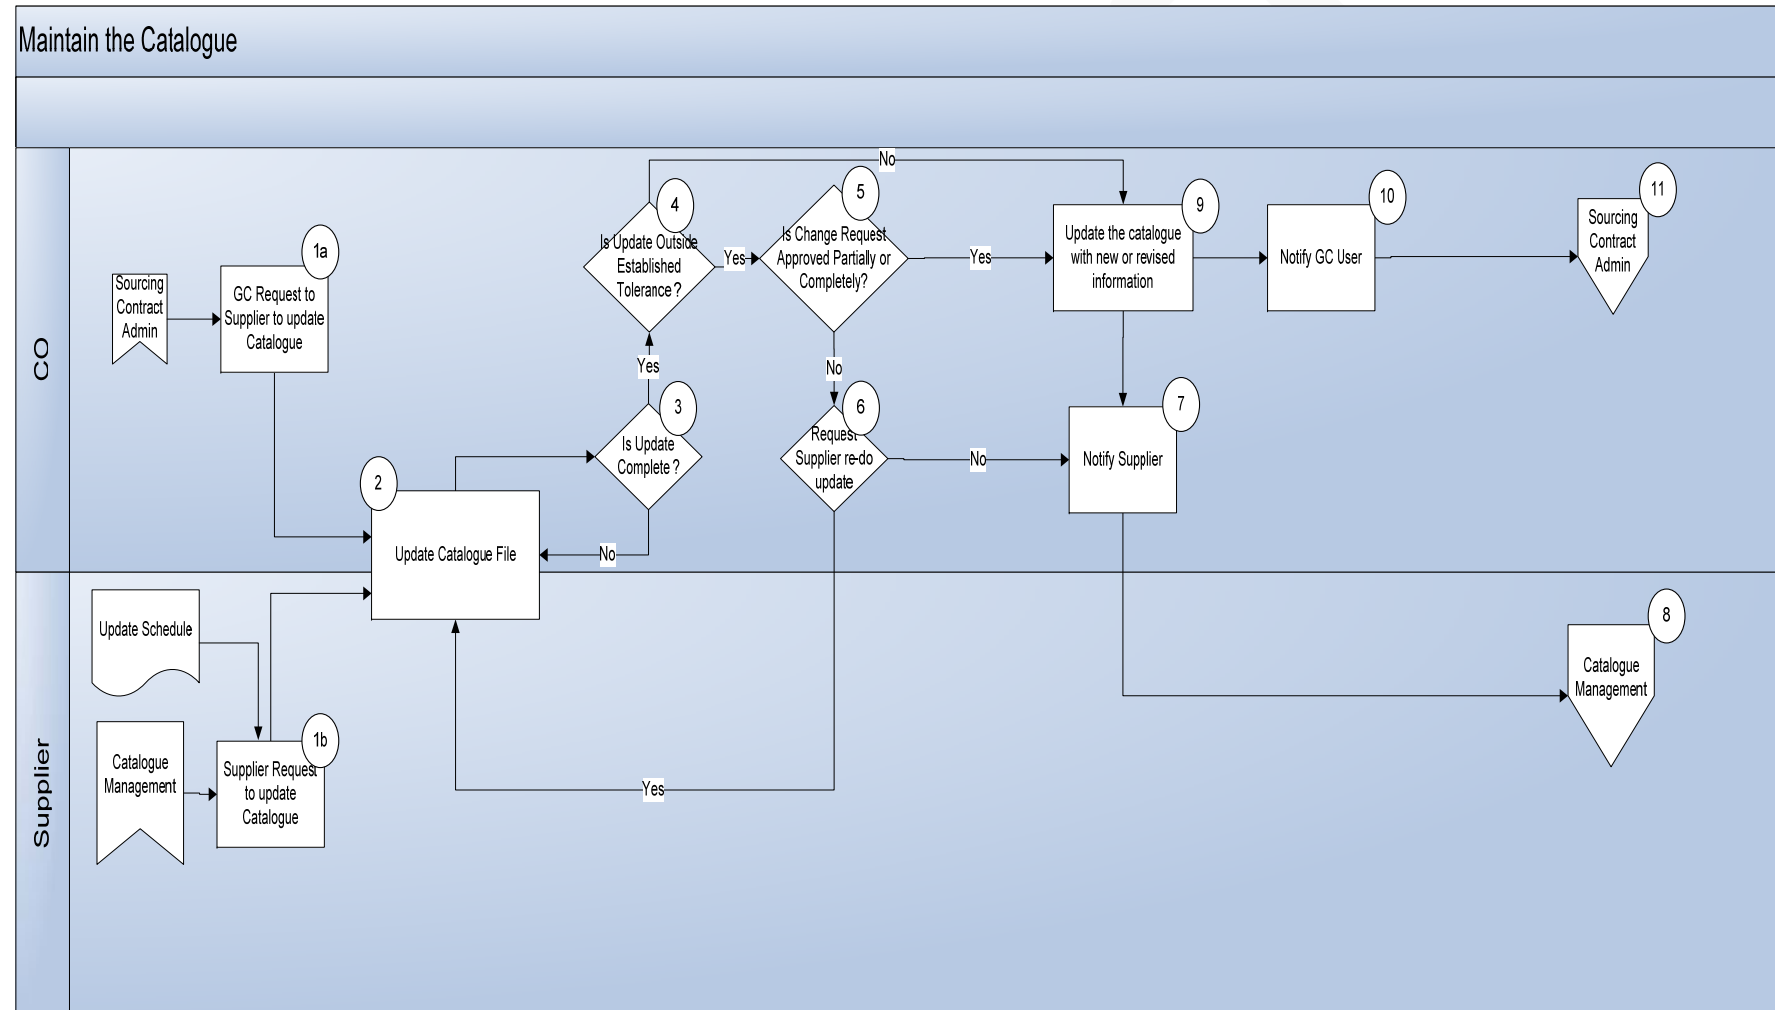 Maintain the Catalogue
CO
Sourcing
Contract
Admin
1a
GC Request to
Supplier to update
Catalogue
2
Update Catalogue File
3
Is Update
Complete ?
Yes
No
4
Is Update Outside
Established
Tolerance ?
No
Yes
5
Is Change Request
Approved Partially or
Completely?
Yes
No
6
Request
Supplier re-do
update
No
Yes
9
Update the catalogue
with new or revised
information
10
Notify GC User
11
Sourcing
Contract
Admin
7
Notify Supplier
Supplier
Update Schedule
Catalogue
Management
1b
Supplier Request
to update
Catalogue
8
Catalogue
Management